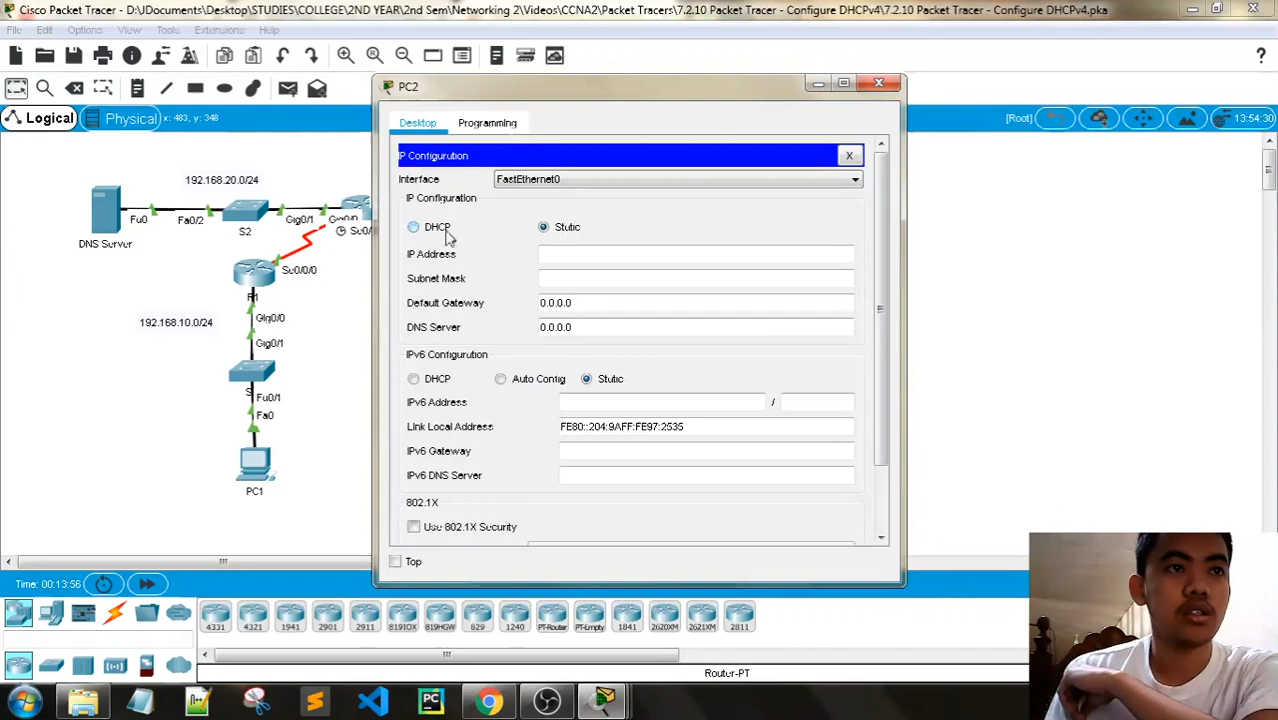 Cisco Packet Tracer - D:\JDocuments\Desktop\STUDIES\COLLEGE\2ND YEAR\2nd Sem\Networking 2\Videos\CCNA2\Packet Tracers\7.2.10 Packet Tracer - Configure DHCPv4\7.2.10 Packet Tracer - Configure DHCPv4.pka
File Edit Options View Tools Extensions Help
Logical Physical x: 483, y: 348 [Root] 13:54:30
PC2
Desktop Programming
IP Configuration X
Interface FastEthernet0
IP Configuration
DHCP Static
IP Address
Subnet Mask
Default Gateway 0.0.0.0
DNS Server 0.0.0.0
IPv6 Configuration
DHCP Auto Config Static
IPv6 Address /
Link Local Address FE80::204:9AFF:FE97:2535
IPv6 Gateway
IPv6 DNS Server
802.1X
Use 802.1X Security
Top
192.168.20.0/24
Fu0 Fa0/2 Gig0/1 Gig0/0
DNS Server S2 Se0/
Se0/0/0
R1
192.168.10.0/24 Gig0/0
Gig0/1
S
Fu0/1
Fa0
PC1
Time: 00:13:56
4331 4321 1941 2901 2911 819IOX 819HGW 829 1240 PT-Router PT-Empty 1841 2620XM 2621XM 2811
Router-PT